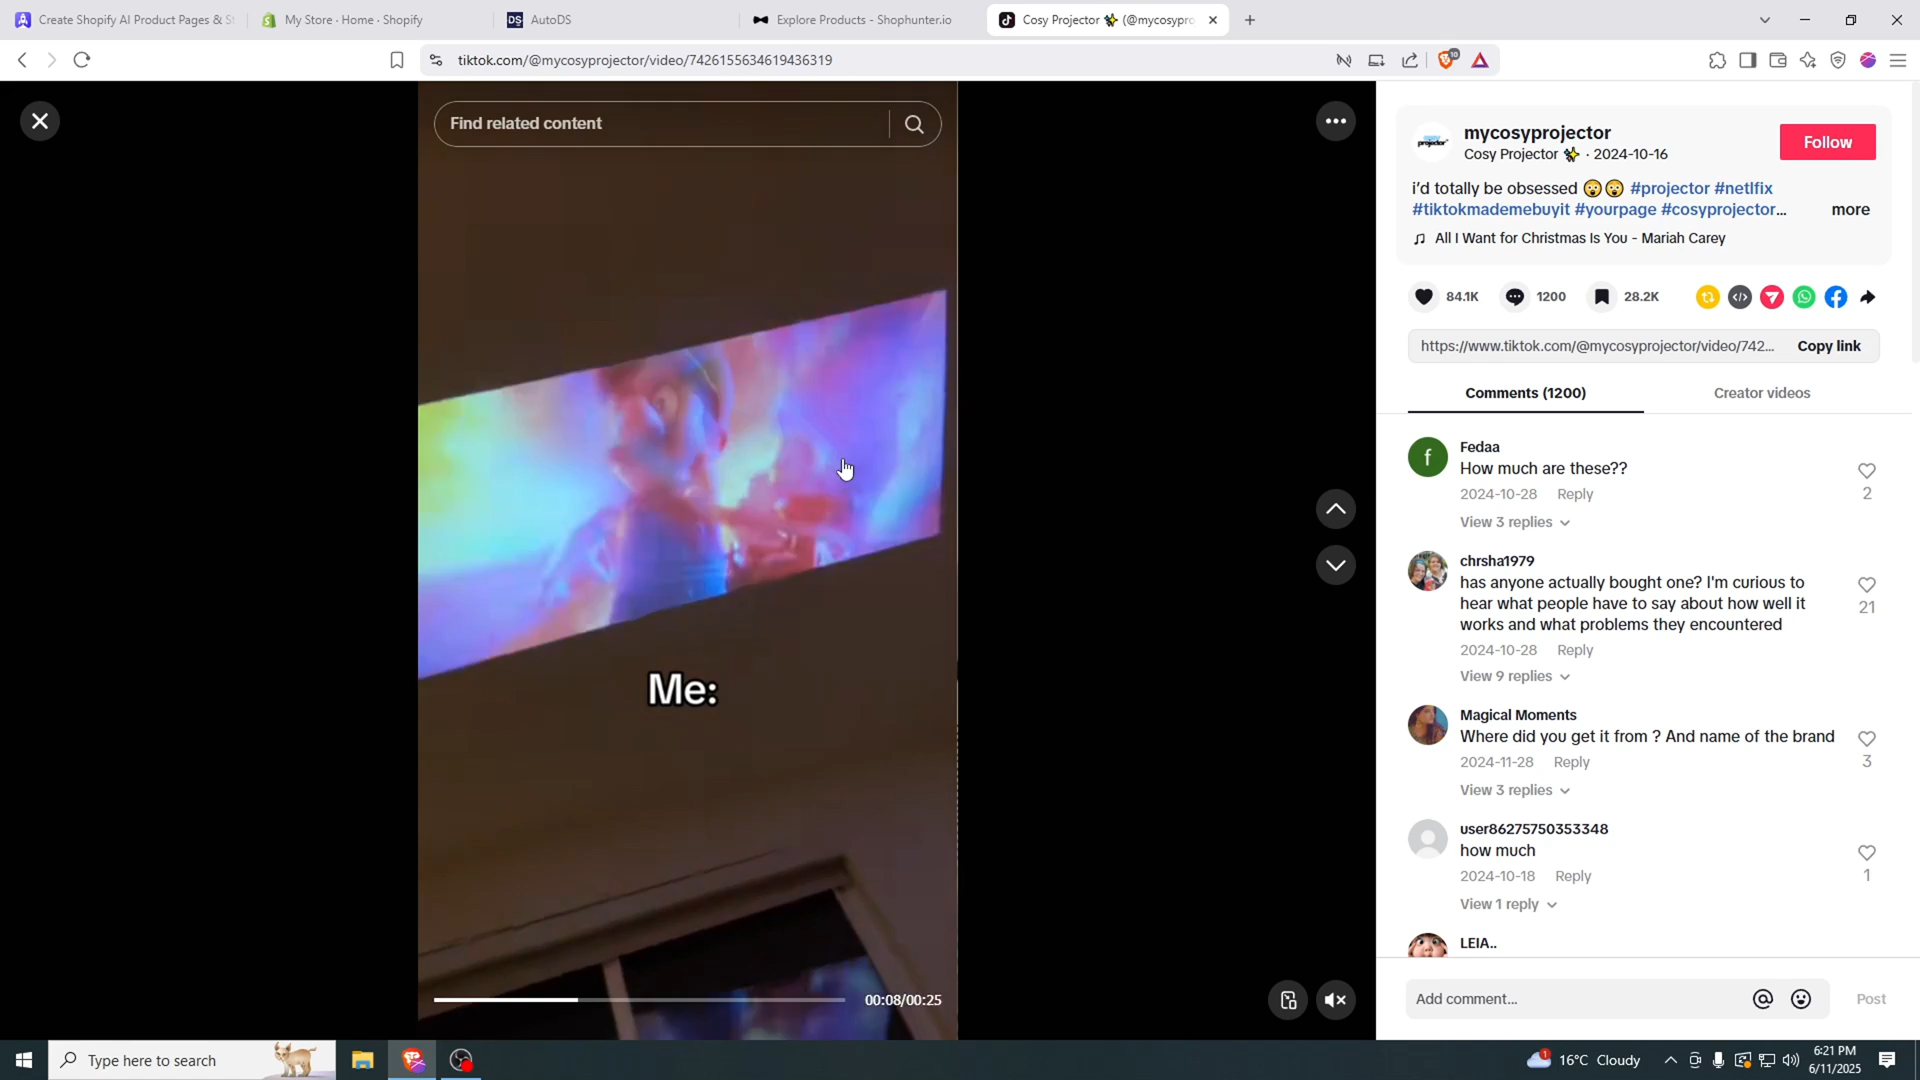 Create Shopify AI Product Pages & St
My Store · Home · Shopify
AutoDS
Explore Products - Shophunter.io
Cosy Projector ✨ (@mycosypro
tiktok.com/@mycosyprojector/video/7426155634619436319
10
Find related content
Me:
00:08/00:25
projector
mycosyprojector
Cosy Projector ✨ · 2024-10-16
Follow
i'd totally be obsessed 😳😳 #projector #netlfix
#tiktokmademebuyit #yourpage #cosyprojector...
more
All I Want for Christmas Is You - Mariah Carey
84.1K
1200
28.2K
https://www.tiktok.com/@mycosyprojector/video/742...
Copy link
Comments (1200)
Creator videos
f
Fedaa
How much are these??
2024-10-28 Reply
2
View 3 replies
chrsha1979
has anyone actually bought one? I'm curious to
hear what people have to say about how well it
works and what problems they encountered
21
2024-10-28 Reply
View 9 replies
Magical Moments
Where did you get it from ? And name of the brand
2024-11-28 Reply
3
View 3 replies
user86275750353348
how much
2024-10-18 Reply
1
View 1 reply
LEIA..
Add comment...
Post
Type here to search
1
16°C Cloudy
6:21 PM
6/11/2025